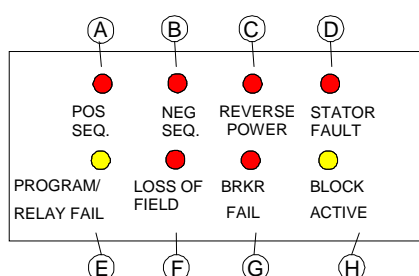 A B C D
POS NEG REVERSE STATOR
SEQ. SEQ. POWER FAULT
PROGRAM/ LOSS OF BRKR BLOCK
RELAY FAIL FIELD FAIL ACTIVE
E F G H